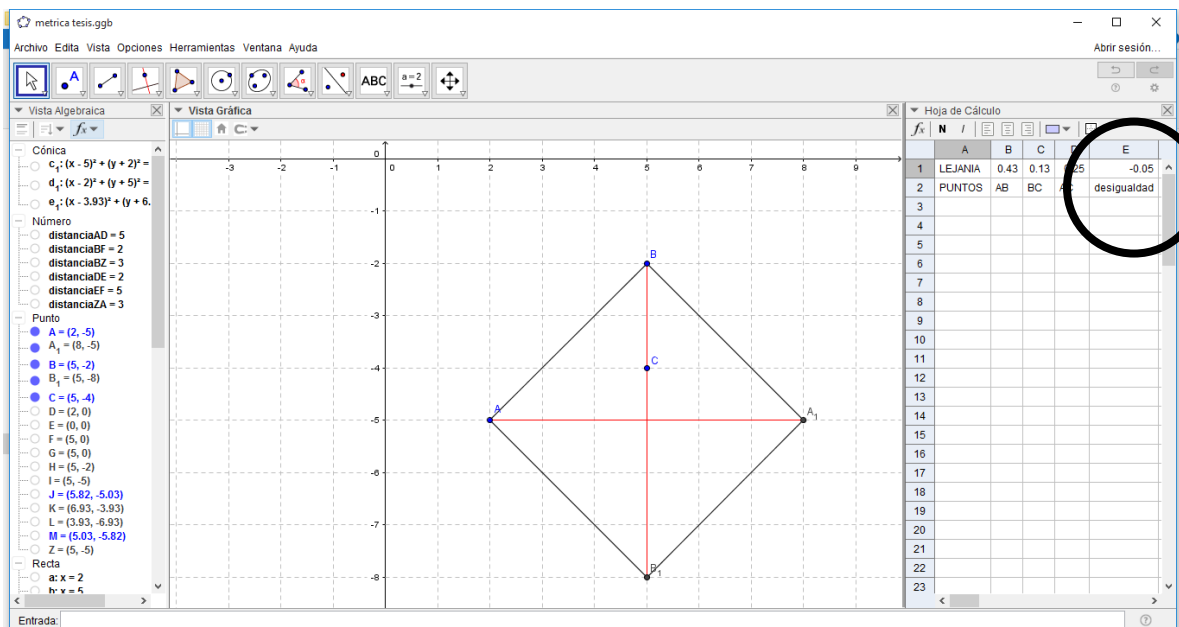 metrica tesis.ggb
Archivo Edita Vista Opciones Herramientas Ventana Ayuda Abrir sesión...
A ABC a=2
Vista Algebraica
Vista Gráfica
Hoja de Cálculo
fx
fx N I
Cónica
c₁: (x - 5)² + (y + 2)² =
d₁: (x - 2)² + (y + 5)² =
e₁: (x - 3.93)² + (y + 6.
Número
distanciaAD = 5
distanciaBF = 2
distanciaBZ = 3
distanciaDE = 2
distanciaEF = 5
distanciaZA = 3
Punto
A = (2, -5)
A₁ = (8, -5)
B = (5, -2)
B₁ = (5, -8)
C = (5, -4)
D = (2, 0)
E = (0, 0)
F = (5, 0)
G = (5, 0)
H = (5, -2)
I = (5, -5)
J = (5.82, -5.03)
K = (6.93, -3.93)
L = (3.93, -6.93)
M = (5.03, -5.82)
Z = (5, -5)
Recta
a: x = 2
b: x = 5
0
-3 -2 -1 0 1 2 3 4 5 6 7 8 9
-1
-2
-3
-4
-5
-6
-7
-8
B
C
A
A₁
B₁
A B C D E
1 LEJANIA 0.43 0.13 0.25 -0.05
2 PUNTOS AB BC AC desigualdad
3
4
5
6
7
8
9
10
11
12
13
14
15
16
17
18
19
20
21
22
23
Entrada: